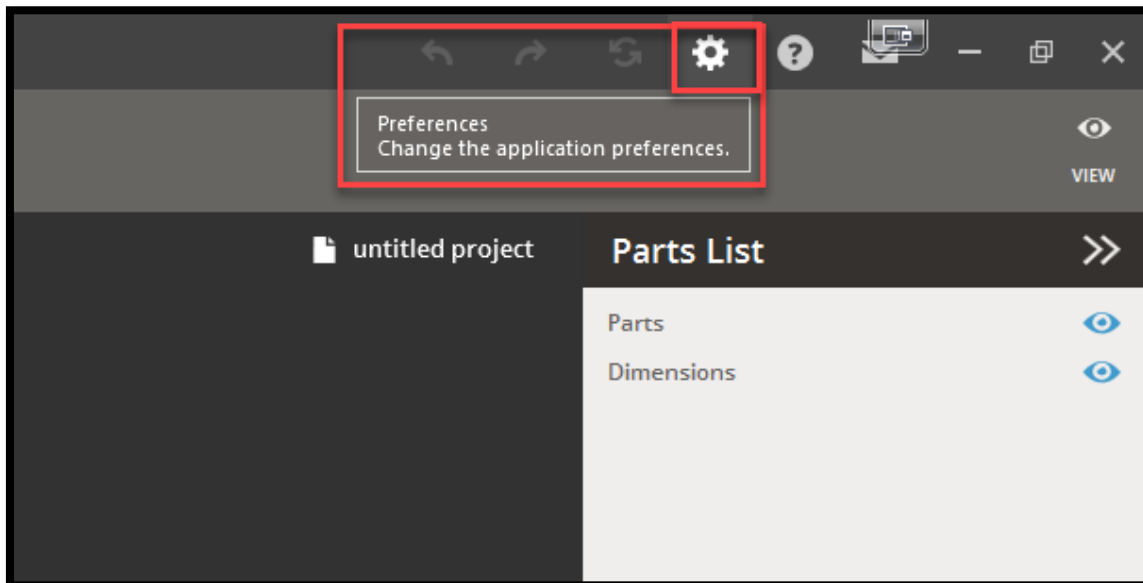 Preferences
Change the application preferences.
VIEW
untitled project
Parts List
Parts
Dimensions